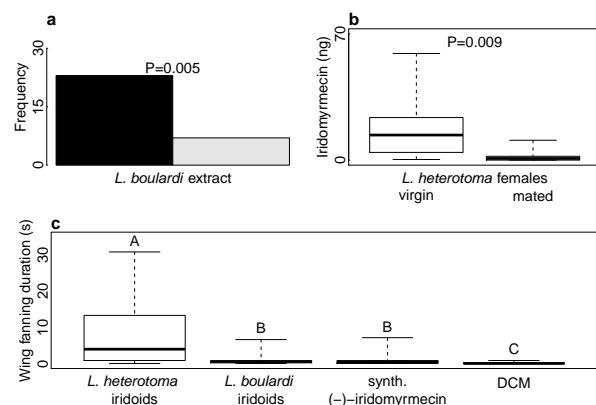 a
30
15
0
Frequency
P=0.005
L. boulardi extract
b
70
0
Iridomyrmecin (ng)
P=0.009
L. heterotoma females
virgin mated
c
30
20
10
0
Wing fanning duration (s)
A
B
B
C
L. heterotoma
iridoids
L. boulardi
iridoids
synth.
(−)−iridomyrmecin
DCM